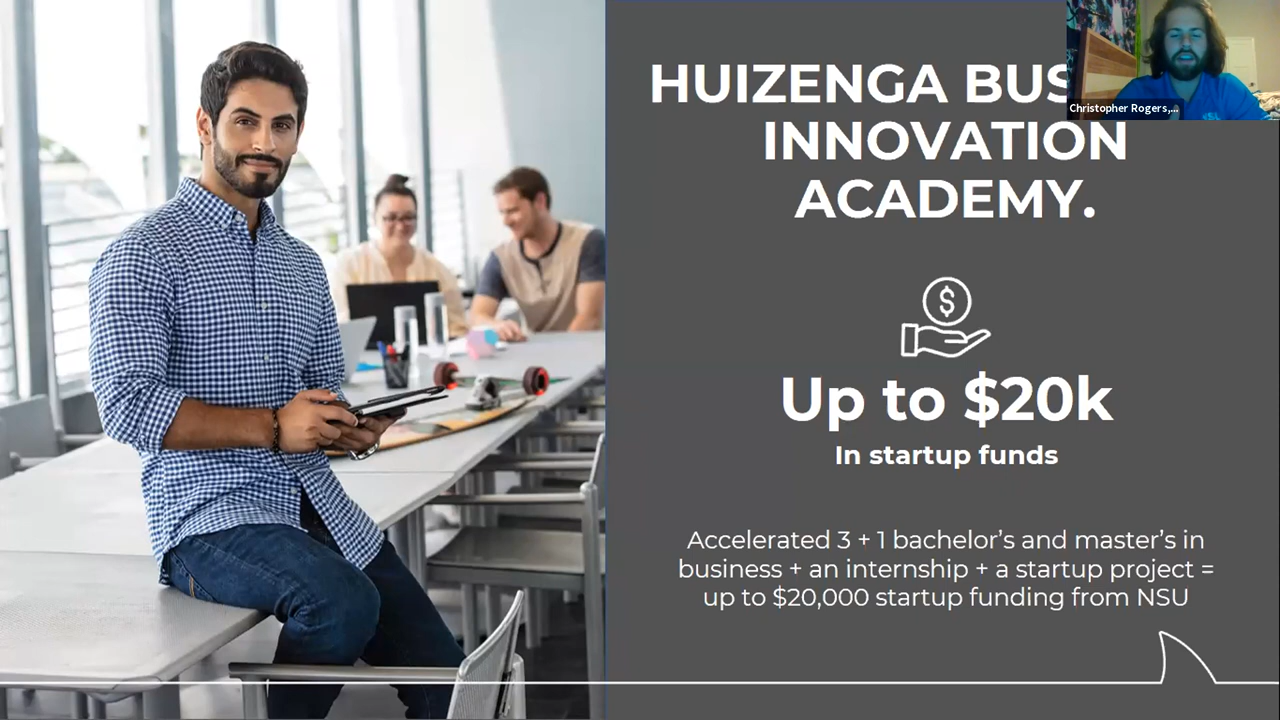 HUIZENGA BUS
INNOVATION
ACADEMY.
Christopher Rogers,...
$
Up to $20k
In startup funds
Accelerated 3 + 1 bachelor's and master's in
business + an internship + a startup project =
up to $20,000 startup funding from NSU